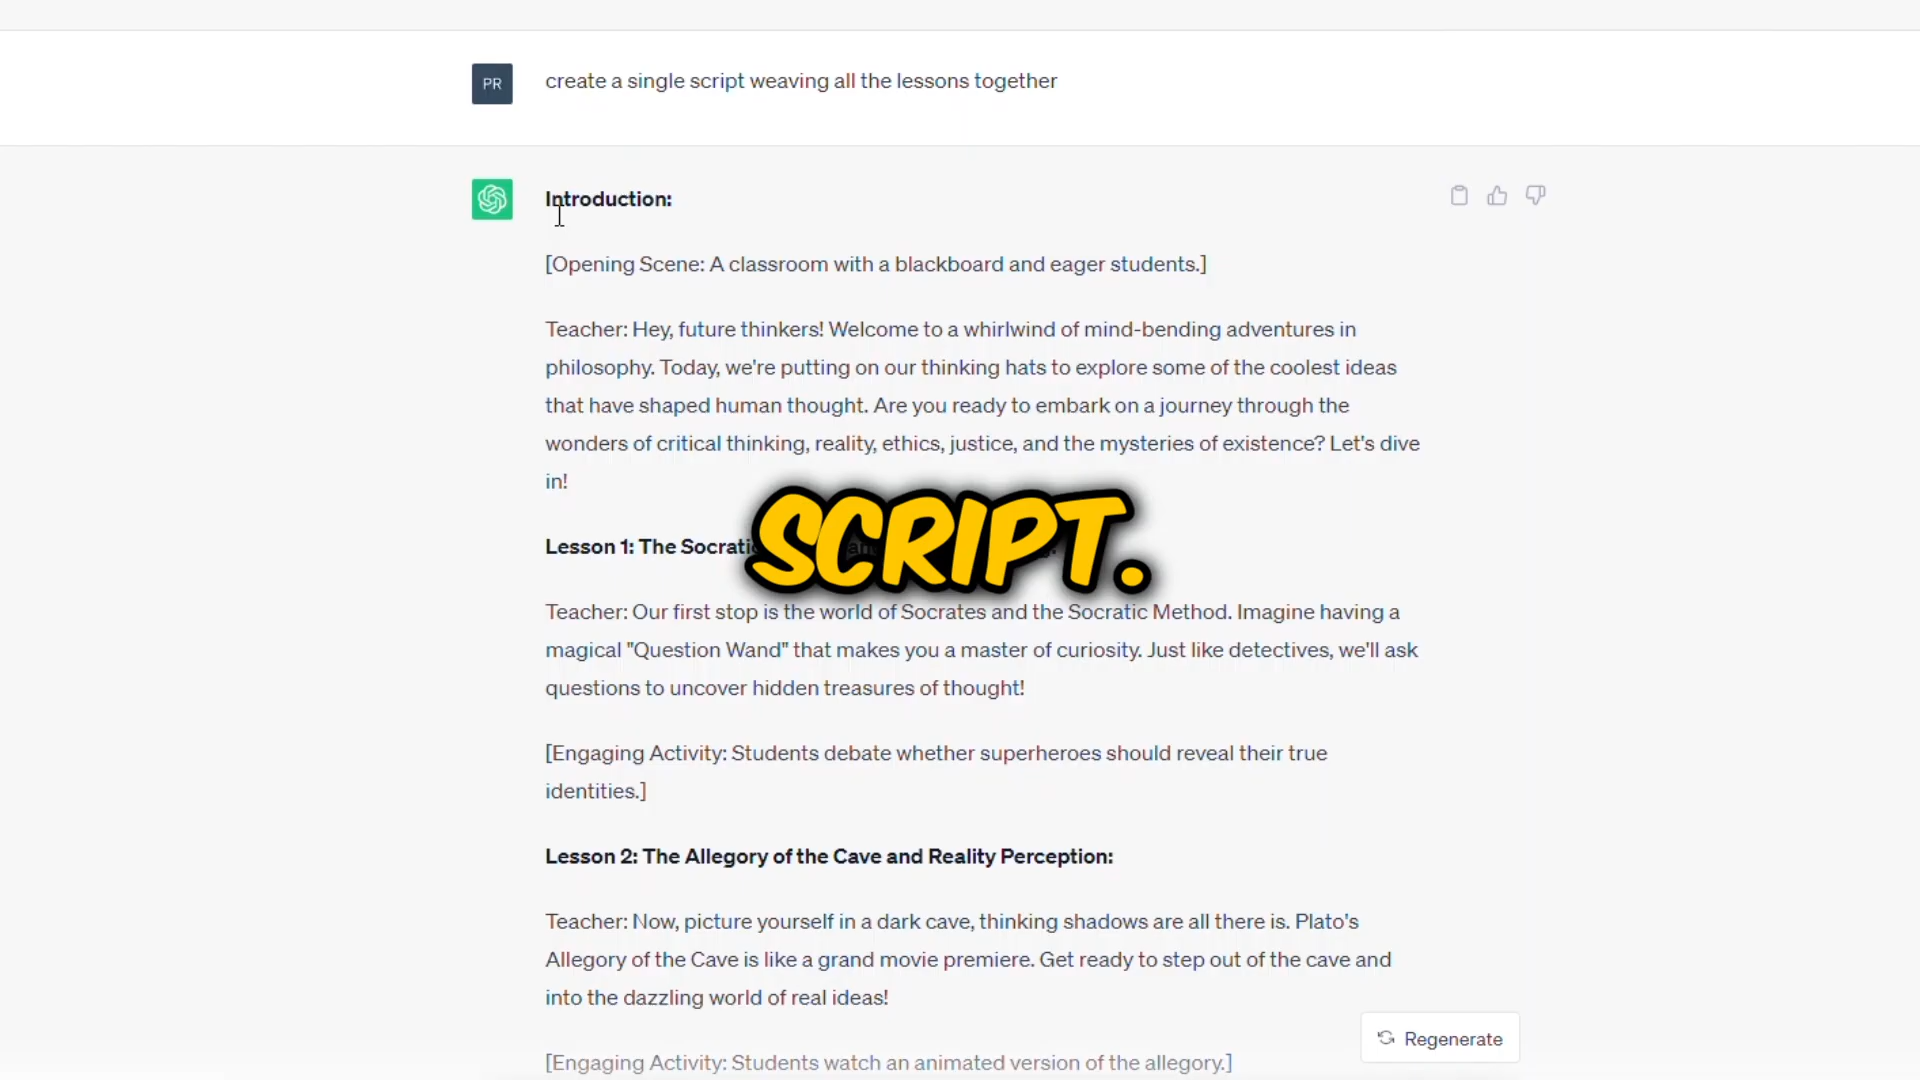 PR
create a single script weaving all the lessons together
Introduction:
[Opening Scene: A classroom with a blackboard and eager students.]
Teacher: Hey, future thinkers! Welcome to a whirlwind of mind-bending adventures in
philosophy. Today, we're putting on our thinking hats to explore some of the coolest ideas
that have shaped human thought. Are you ready to embark on a journey through the
wonders of critical thinking, reality, ethics, justice, and the mysteries of existence? Let's dive
in!
SCRIPT.
Lesson 1: The
Teacher: Our first stop is the world of Socrates and the Socratic Method. Imagine having a
magical "Question Wand" that makes you a master of curiosity. Just like detectives, we'll ask
questions to uncover hidden treasures of thought!
[Engaging Activity: Students debate whether superheroes should reveal their true
identities.]
Lesson 2: The Allegory of the Cave and Reality Perception:
Teacher: Now, picture yourself in a dark cave, thinking shadows are all there is. Plato's
Allegory of the Cave is like a grand movie premiere. Get ready to step out of the cave and
into the dazzling world of real ideas!
Regenerate
[Engaging Activity: Students watch an animated version of the allegory.]